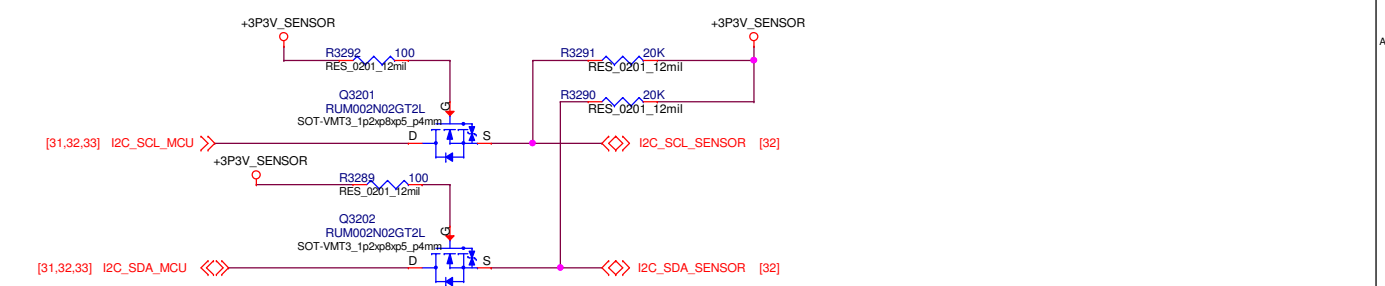 +3P3V_SENSOR
+3P3V_SENSOR
A
R3292 100
RES_0201_12mil
R3291 20K
RES_0201_12mil
R3290 20K
RES_0201_12mil
Q3201
RUM002N02GT2L
SOT-VMT3_1p2xp8xp5_p4mm
G
D S
[31,32,33] I2C_SCL_MCU
I2C_SCL_SENSOR [32]
+3P3V_SENSOR
R3289 100
RES_0201_12mil
Q3202
RUM002N02GT2L
SOT-VMT3_1p2xp8xp5_p4mm
G
D S
[31,32,33] I2C_SDA_MCU
I2C_SDA_SENSOR [32]